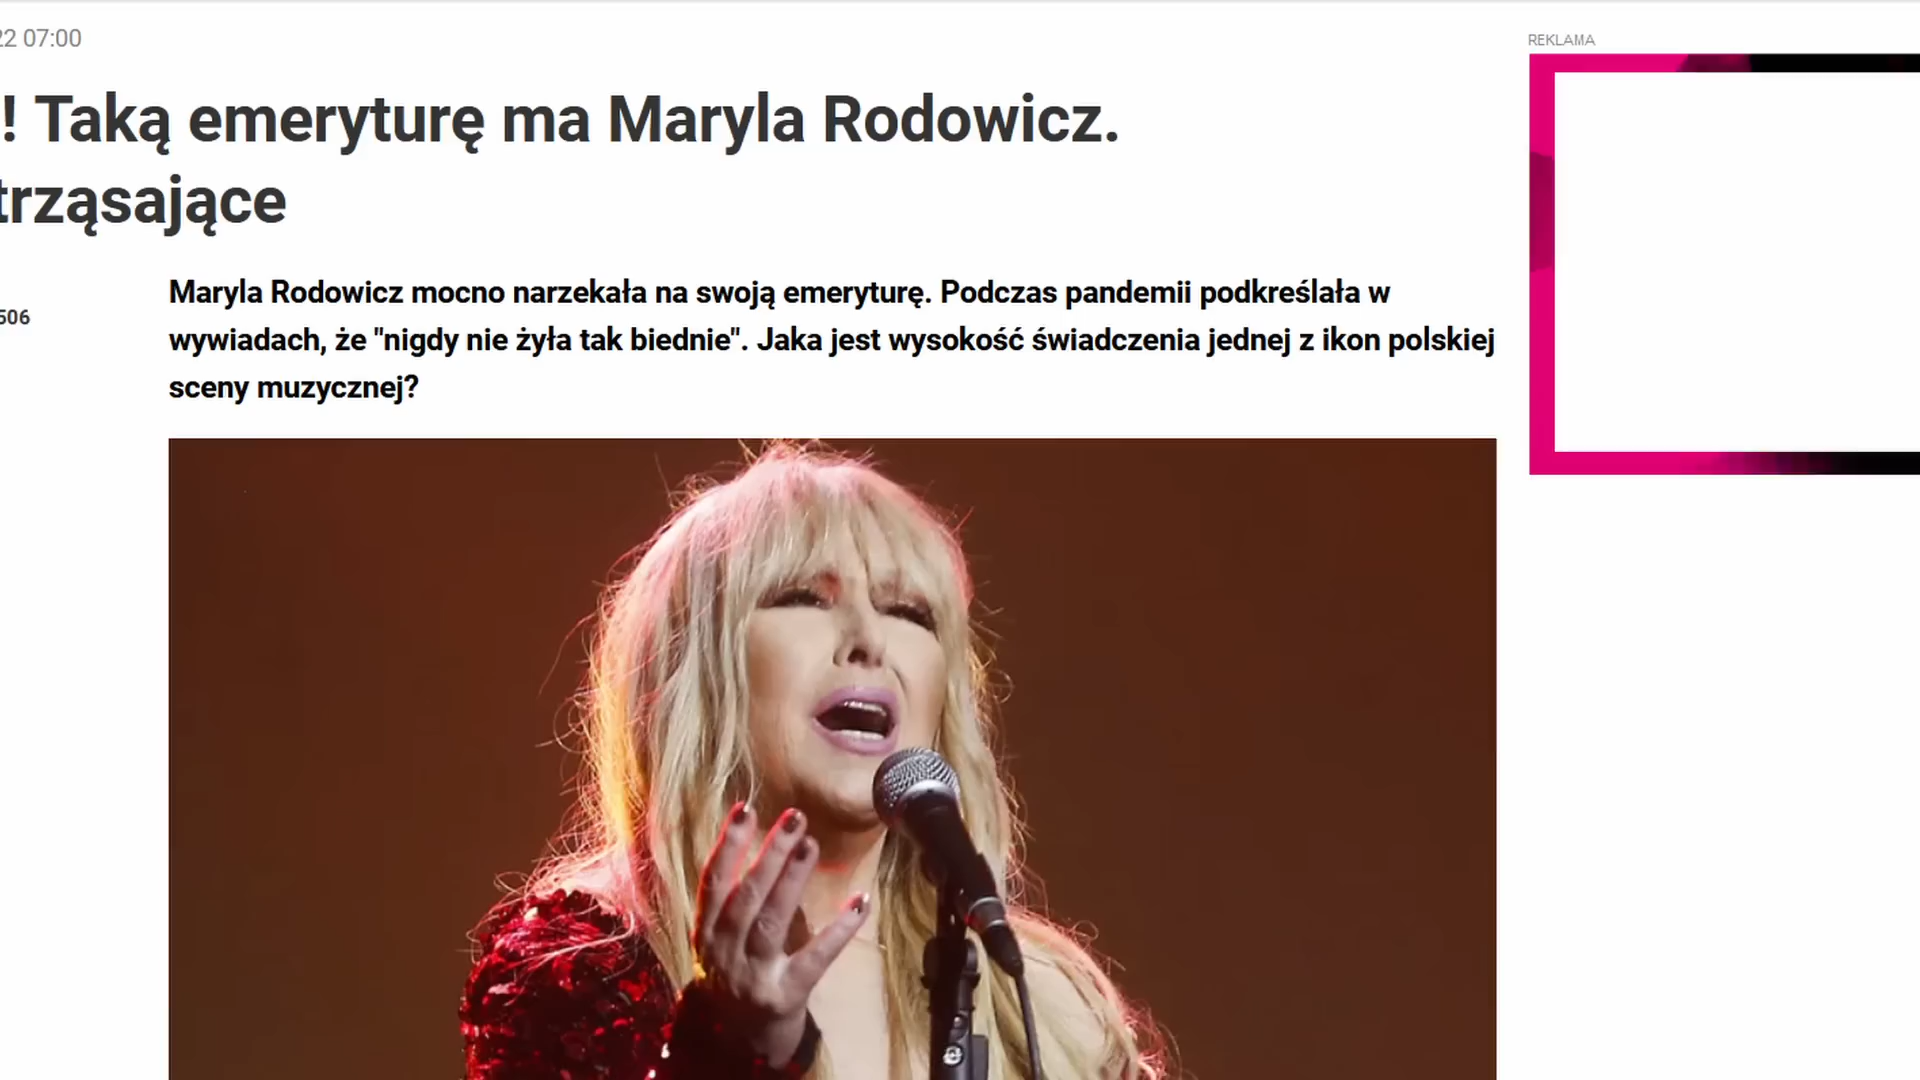 22 07:00
REKLAMA
! Taką emeryturę ma Maryla Rodowicz.
trząsające
506
Maryla Rodowicz mocno narzekała na swoją emeryturę. Podczas pandemii podkreślała w
wywiadach, że "nigdy nie żyła tak biednie". Jaka jest wysokość świadczenia jednej z ikon polskiej
sceny muzycznej?